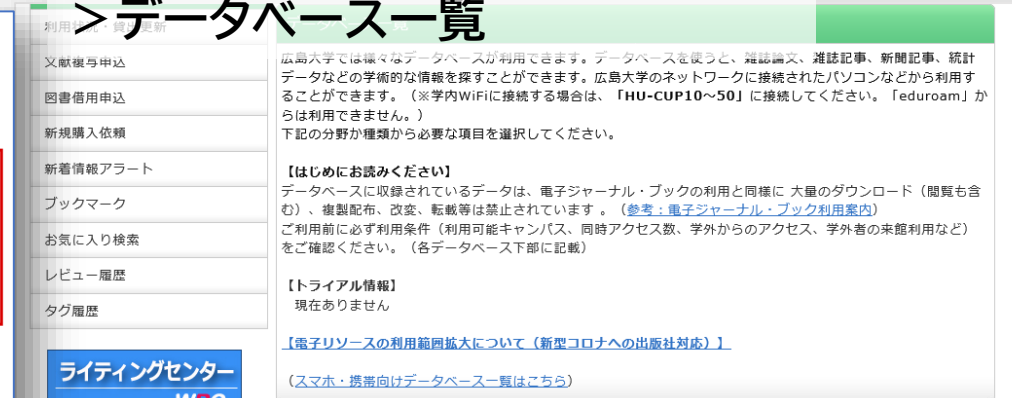 ＞データベース一覧
利用状況・貸出更新
文献複写申込
図書借用申込
新規購入依頼
新着情報アラート
ブックマーク
お気に入り検索
レビュー履歴
タグ履歴
ライティングセンター
広島大学では様々なデータベースが利用できます。データベースを使うと、雑誌論文、雑誌記事、新聞記事、統計
データなどの学術的な情報を探すことができます。広島大学のネットワークに接続されたパソコンなどから利用す
ることができます。（※学内WiFiに接続する場合は、「HU-CUP10～50」に接続してください。「eduroam」か
らは利用できません。）
下記の分野か種類から必要な項目を選択してください。
【はじめにお読みください】
データベースに収録されているデータは、電子ジャーナル・ブックの利用と同様に 大量のダウンロード（閲覧も含
む）、複製配布、改変、転載等は禁止されています 。（参考：電子ジャーナル・ブック利用案内）
ご利用前に必ず利用条件（利用可能キャンパス、同時アクセス数、学外からのアクセス、学外者の来館利用など）
をご確認ください。（各データベース下部に記載）
【トライアル情報】
現在ありません
【電子リソースの利用範囲拡大について（新型コロナへの出版社対応）】
（スマホ・携帯向けデータベース一覧はこちら）